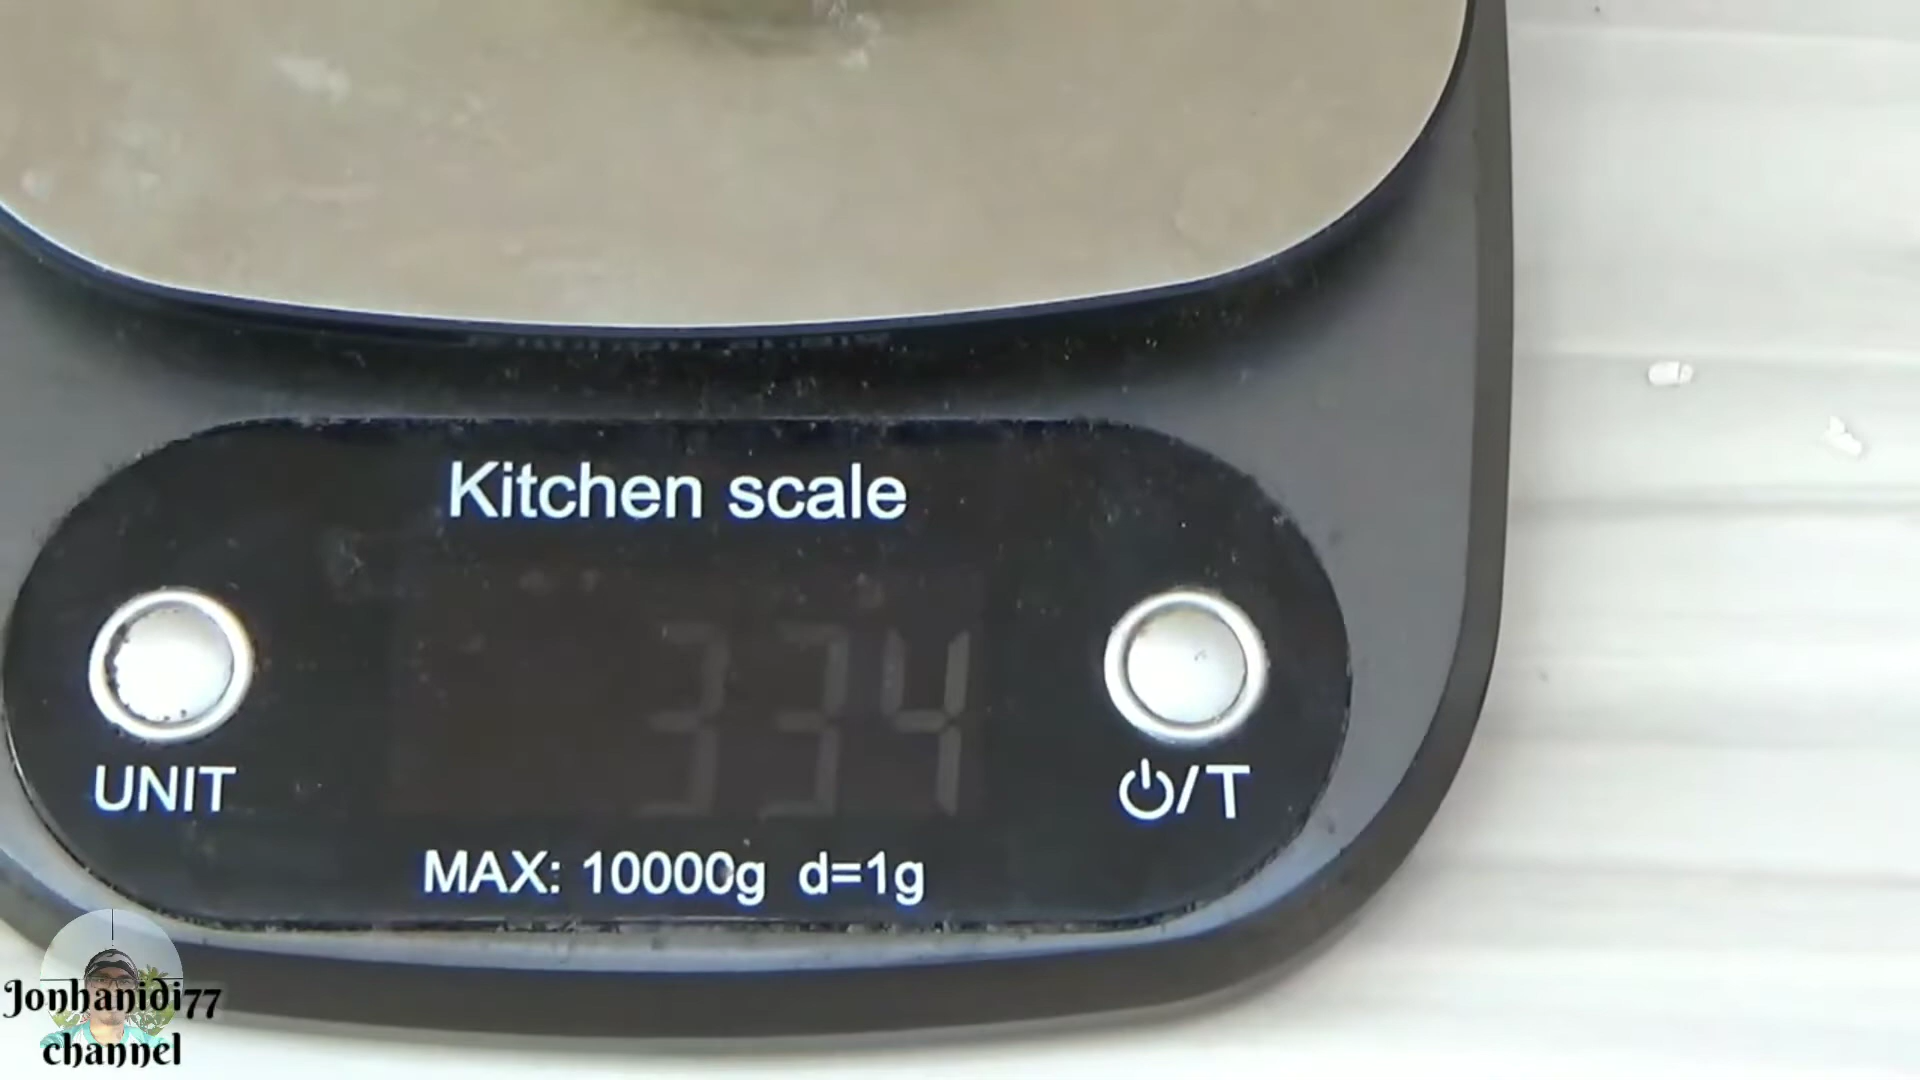 Kitchen scale
334
UNIT
⏻/T
MAX: 10000g d=1g
Jonhanidi77
channel